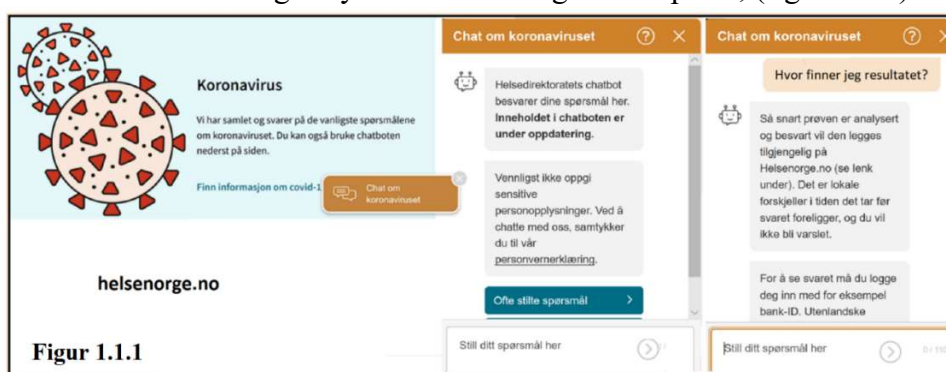 Koronavirus
Vi har samlet og svarer på de vanligste spørsmålene
om koronaviruset. Du kan også bruke chatboten
nederst på siden.
Finn informasjon om covid-1
Chat om
koronaviruset
helsenorge.no
Figur 1.1.1
Chat om koronaviruset
Helsedirektoratets chatbot
besvarer dine spørsmål her.
Inneholdet i chatboten er
under oppdatering.
Vennligst ikke oppgi
sensitive
personopplysninger. Ved å
chatte med oss, samtykker
du til vår
personvernerklæring.
Ofte stilte spørsmål
Still ditt spørsmål her
Chat om koronaviruset
Hvor finner jeg resultatet?
Så snart prøven er analysert
og besvart vil den legges
tilgjengelig på
Helsenorge.no (se lenk
under). Det er lokale
forskjeller i tiden det tar før
svaret foreligger, og du vil
ikke bli varslet.
For å se svaret må du logge
deg inn med for eksempel
bank-ID. Utenlandske
Still ditt spørsmål her